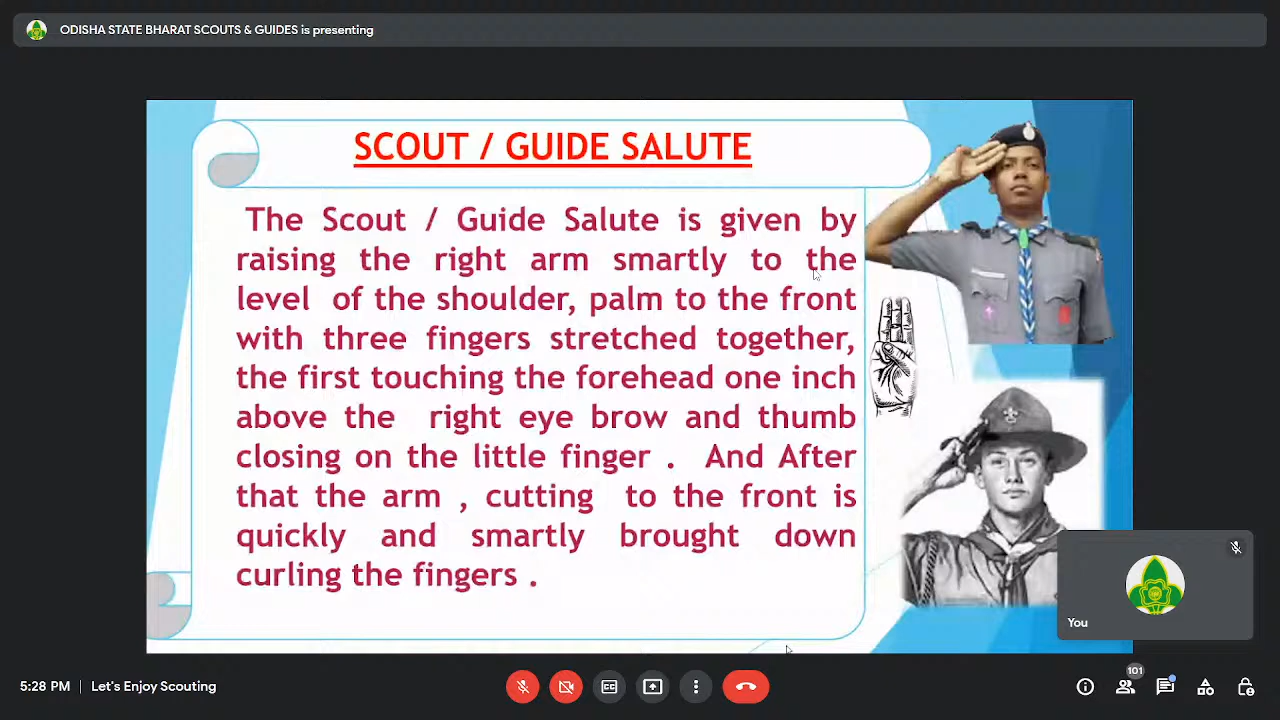 ODISHA STATE BHARAT SCOUTS & GUIDES is presenting
SCOUT / GUIDE SALUTE
The Scout / Guide Salute is given by
raising the right arm smartly to the
level of the shoulder, palm to the front
with three fingers stretched together,
the first touching the forehead one inch
above the right eye brow and thumb
closing on the little finger . And After
that the arm , cutting to the front is
quickly and smartly brought down
curling the fingers .
You
5:28 PM | Let's Enjoy Scouting
101